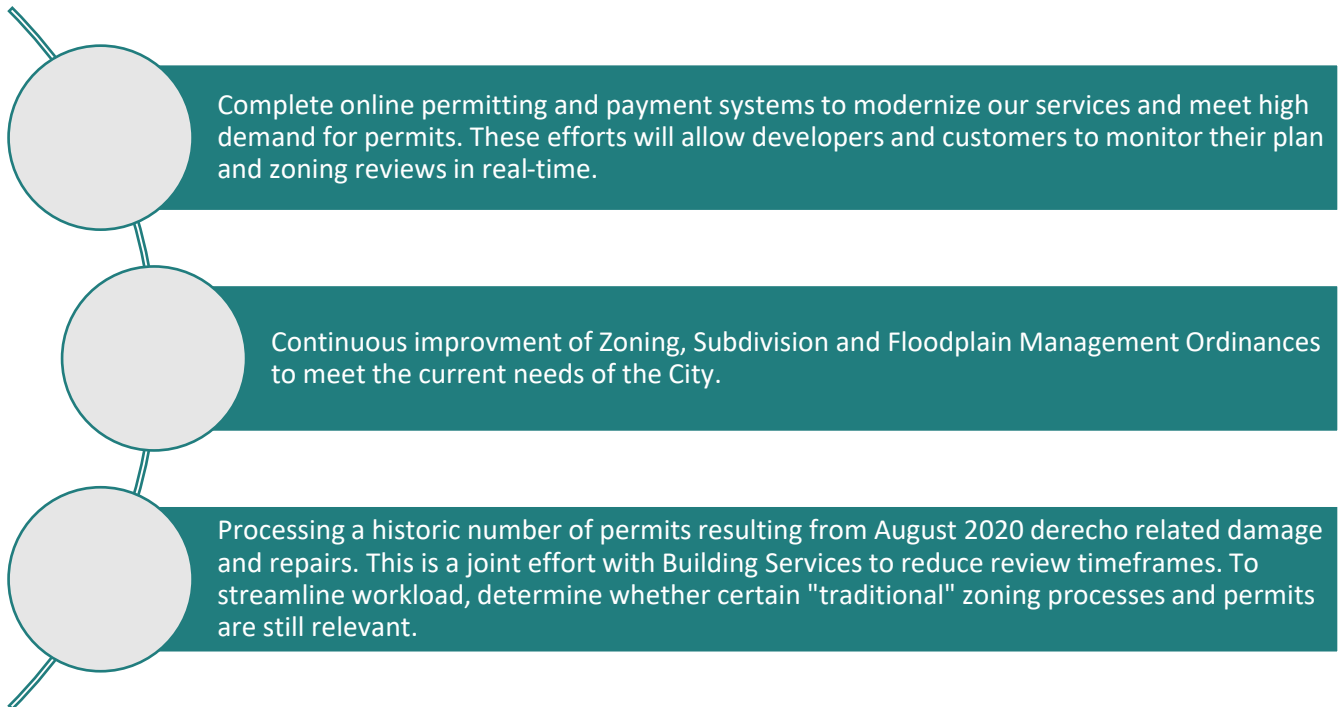 Complete online permitting and payment systems to modernize our services and meet high
demand for permits. These efforts will allow developers and customers to monitor their plan
and zoning reviews in real-time.
Continuous improvment of Zoning, Subdivision and Floodplain Management Ordinances
to meet the current needs of the City.
Processing a historic number of permits resulting from August 2020 derecho related damage
and repairs. This is a joint effort with Building Services to reduce review timeframes. To
streamline workload, determine whether certain "traditional" zoning processes and permits
are still relevant.